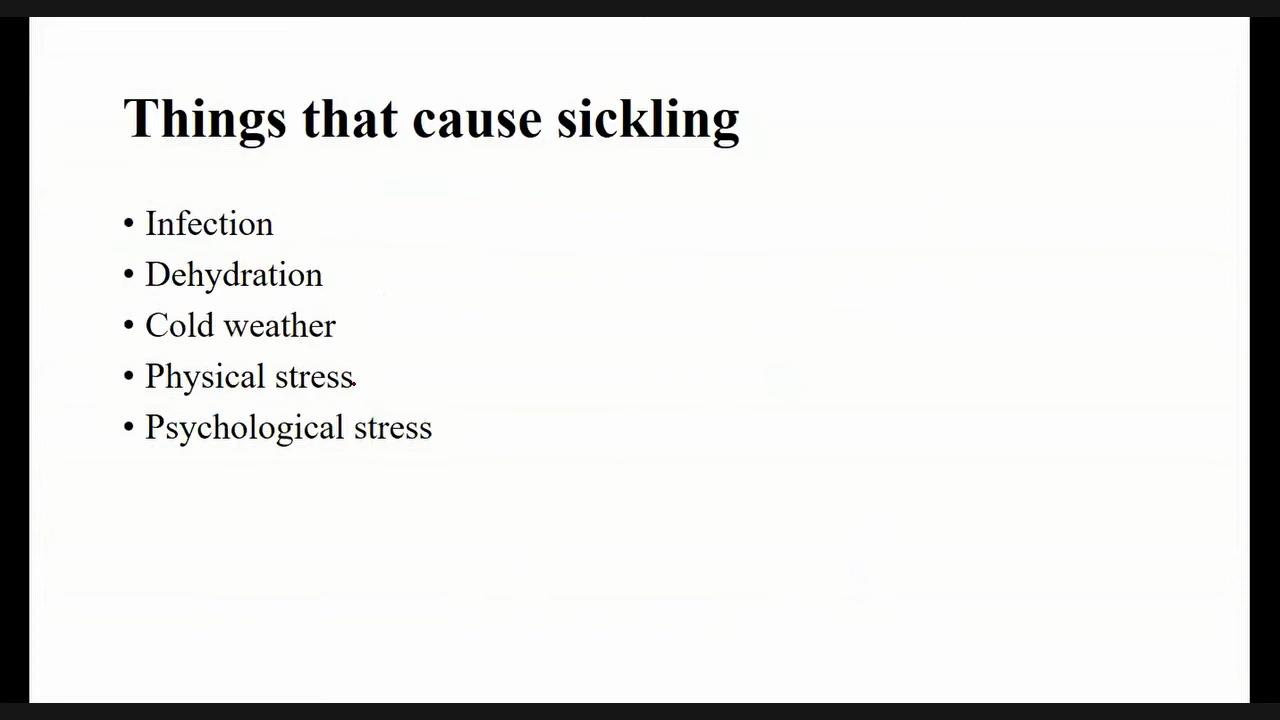 Things that cause sickling
• Infection
• Dehydration
• Cold weather
• Physical stress
• Psychological stress